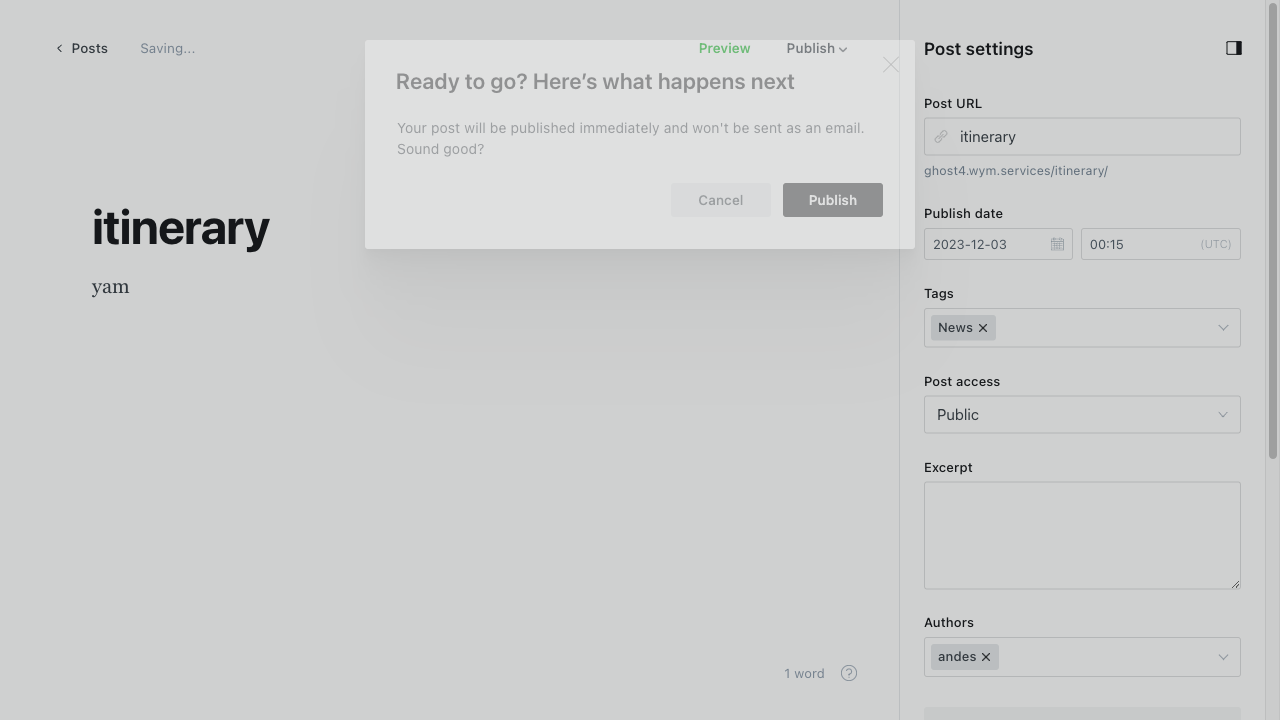 Posts
Saving...
Preview
Publish
Ready to go? Here's what happens next
Your post will be published immediately and won't be sent as an email.
Sound good?
Cancel
Publish
itinerary
yam
1 word
Post settings
Post URL
itinerary
ghost4.wym.services/itinerary/
Publish date
2023-12-03
00:15
(UTC)
Tags
News
Post access
Public
Excerpt
Authors
andes